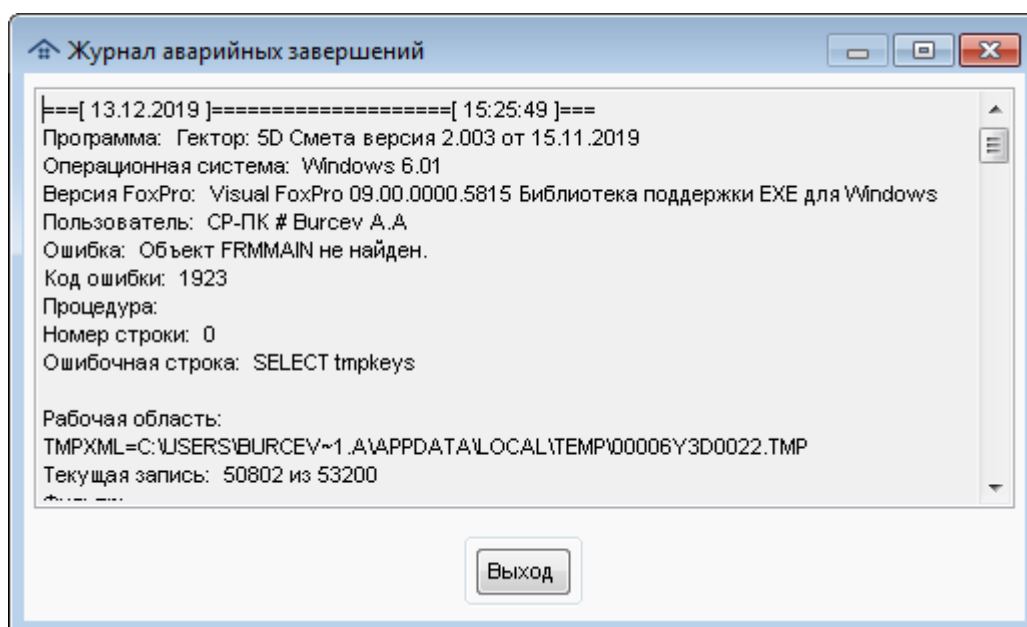 Журнал аварийных завершений
===[ 13.12.2019 ]====================[ 15:25:49 ]===
Программа:  Гектор: 5D Смета версия 2.003 от 15.11.2019
Операционная система:  Windows 6.01
Версия FoxPro:  Visual FoxPro 09.00.0000.5815 Библиотека поддержки EXE для Windows
Пользователь:  СР-ПК # Burcev A.A
Ошибка:  Объект FRMMAIN не найден.
Код ошибки:  1923
Процедура:
Номер строки:  0
Ошибочная строка:  SELECT tmpkeys
Рабочая область:
TMPXML=C:\USERS\BURCEV~1.A\APPDATA\LOCAL\TEMP\00006Y3D0022.TMP
Текущая запись:  50802 из 53200
Выход